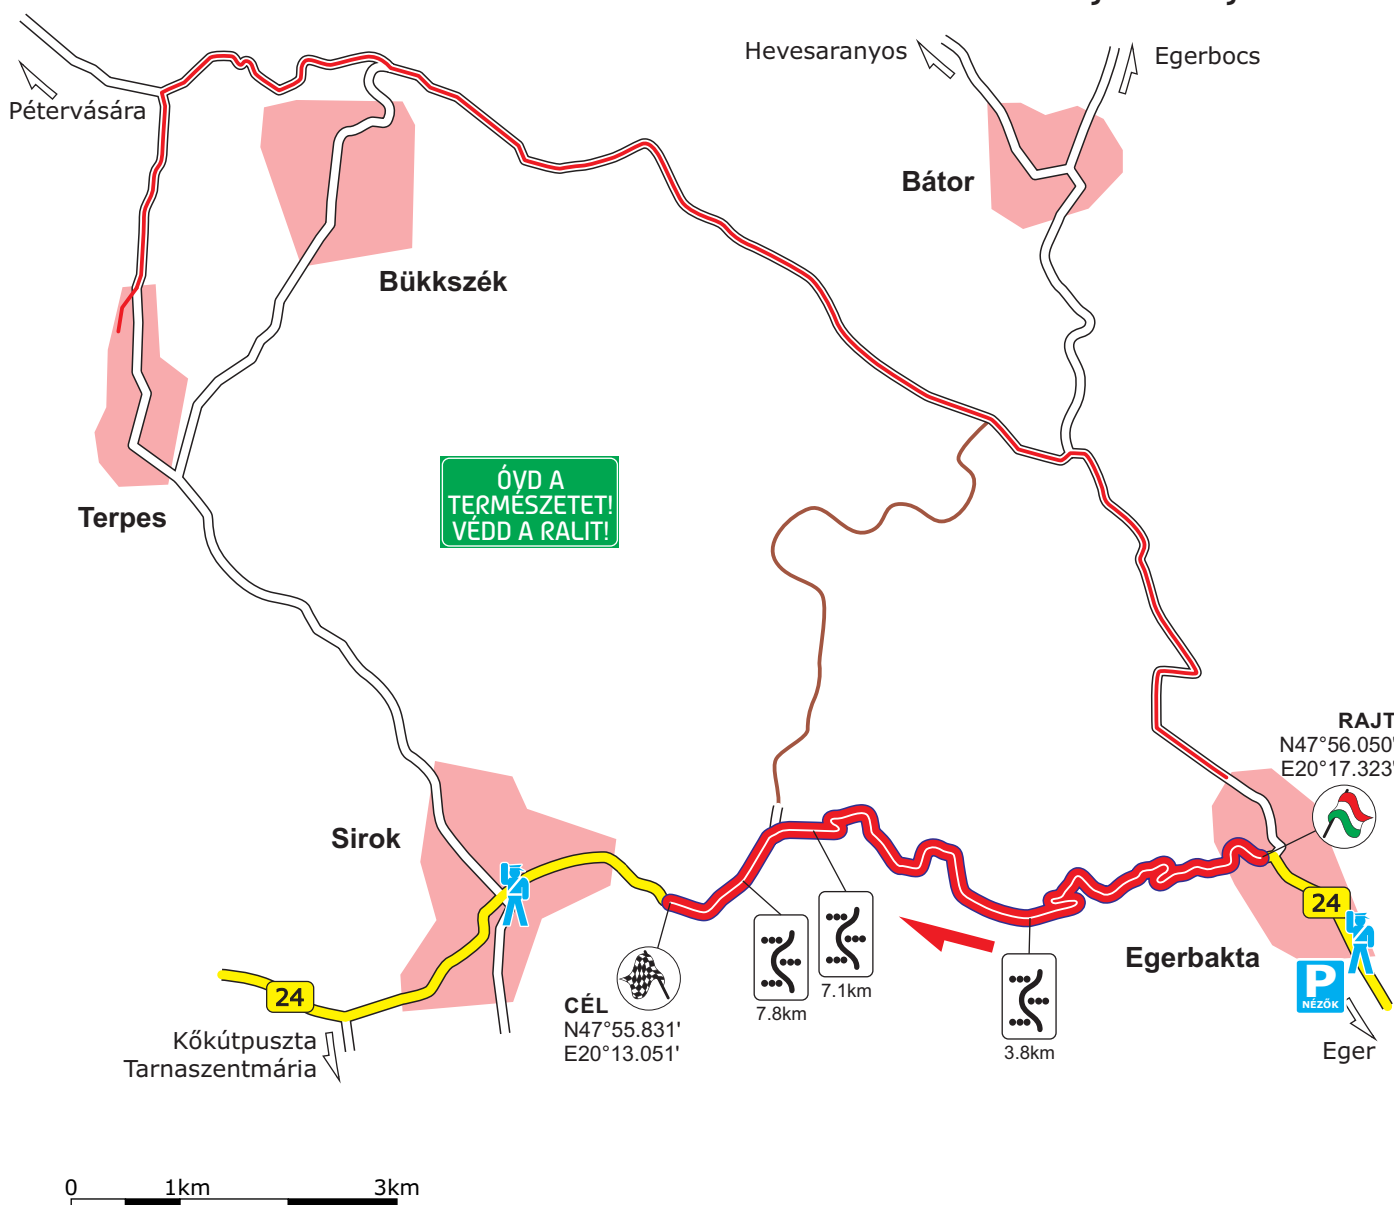 Hevesaranyos
Egerbocs
Pétervására
Bátor
Bükkszék
ÓVD A
TERMÉSZETET!
VÉDD A RALIT!
Terpes
RAJT
N47°56.050'
E20°17.323'
Sirok
24
Egerbakta
P
NÉZŐK
24
7.1km
CÉL
7.8km
N47°55.831'
E20°13.051'
Kőkútpuszta
Tarnaszentmária
3.8km
Eger
0 1km 3km